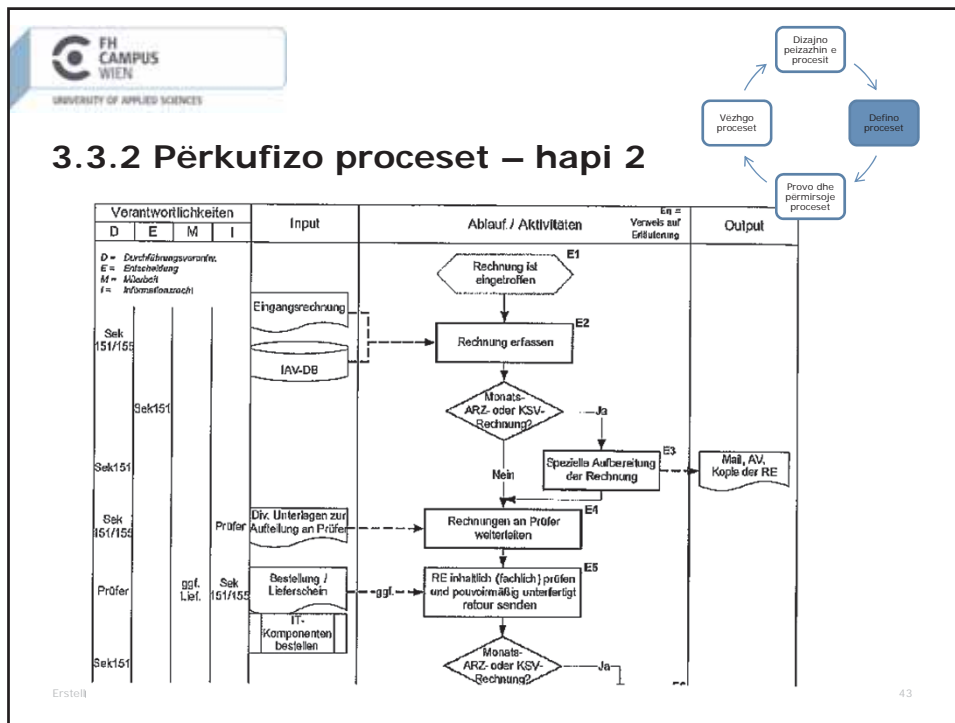 FH
CAMPUS
WIEN
UNIVERSITY OF APPLIED SCIENCES
Dizajno
peizazhin e
procesit
Vëzhgo
proceset
Defino
proceset
Provo dhe
permirsoje
proceset
3.3.2 Përkufizo proceset – hapi 2
Verantwortlichkeiten
D E M I
Input
Ablauf / Aktivitäten
En =
Verweis auf
Erläuterung
Output
D = Durchführungsverantw.
E = Entscheidung
M = Mitarbeit
I = Informationsrecht
E1
Rechnung ist
eingetroffen
Eingangsrechnung
IAV-DB
Sek
151/155
E2
Rechnung erfassen
Sek151
Monats-
ARZ- oder KSV-
Rechnung?
Ja
Nein
Sek151
E3
Spezielle Aufbereitung
der Rechnung
Mail, AV,
Kopie der RE
Sek
151/155
Prüfer
Div. Unterlagen zur
Aufteilung an Prüfer
E4
Rechnungen an Prüfer
weiterleiten
Prüfer
ggf.
Lief.
Sek
151/155
Bestellung /
Lieferschein
ggf.
E5
RE inhaltlich (fachlich) prüfen
und pouvoirmäßig unterfertigt
retour senden
IT-
Komponenten
bestellen
Sek151
Monats-
ARZ- oder KSV-
Rechnung?
Ja
Erstell
43